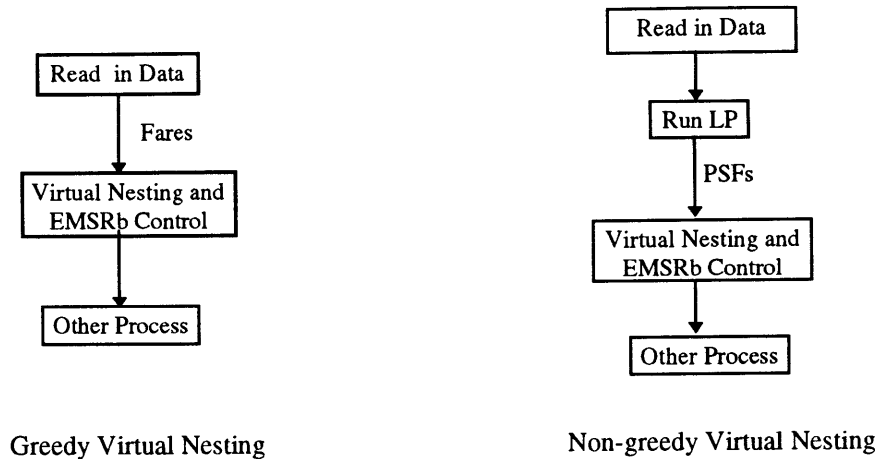 Read in Data
Fares
Virtual Nesting and
EMSRb Control
Other Process
Greedy Virtual Nesting
Read in Data
Run LP
PSFs
Virtual Nesting and
EMSRb Control
Other Process
Non-greedy Virtual Nesting